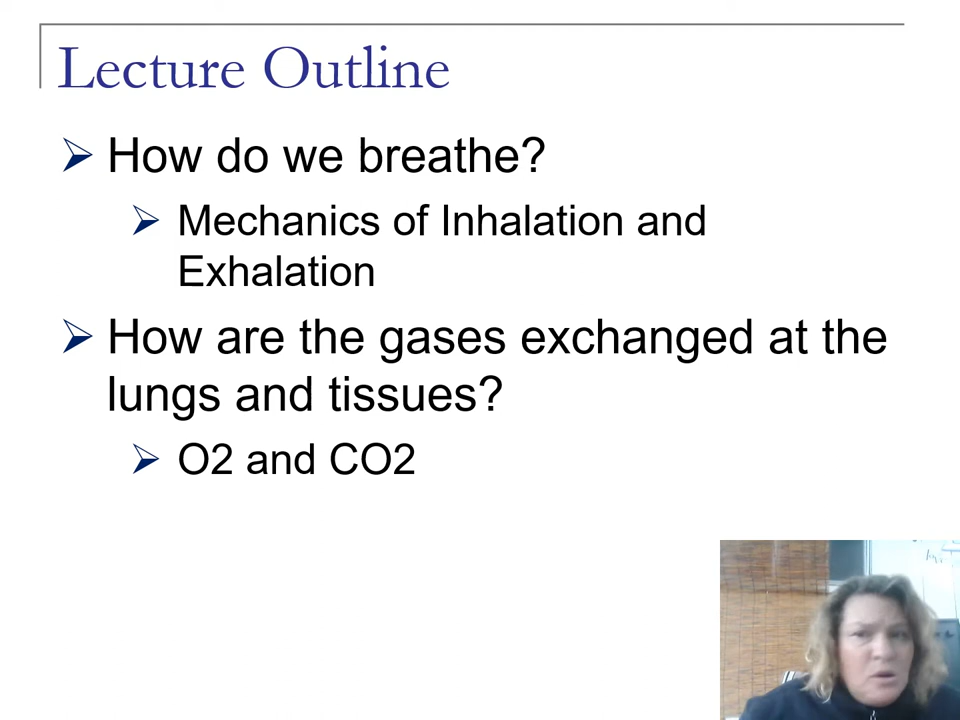 Lecture Outline
How do we breathe?
Mechanics of Inhalation and
Exhalation
How are the gases exchanged at the
lungs and tissues?
O2 and CO2